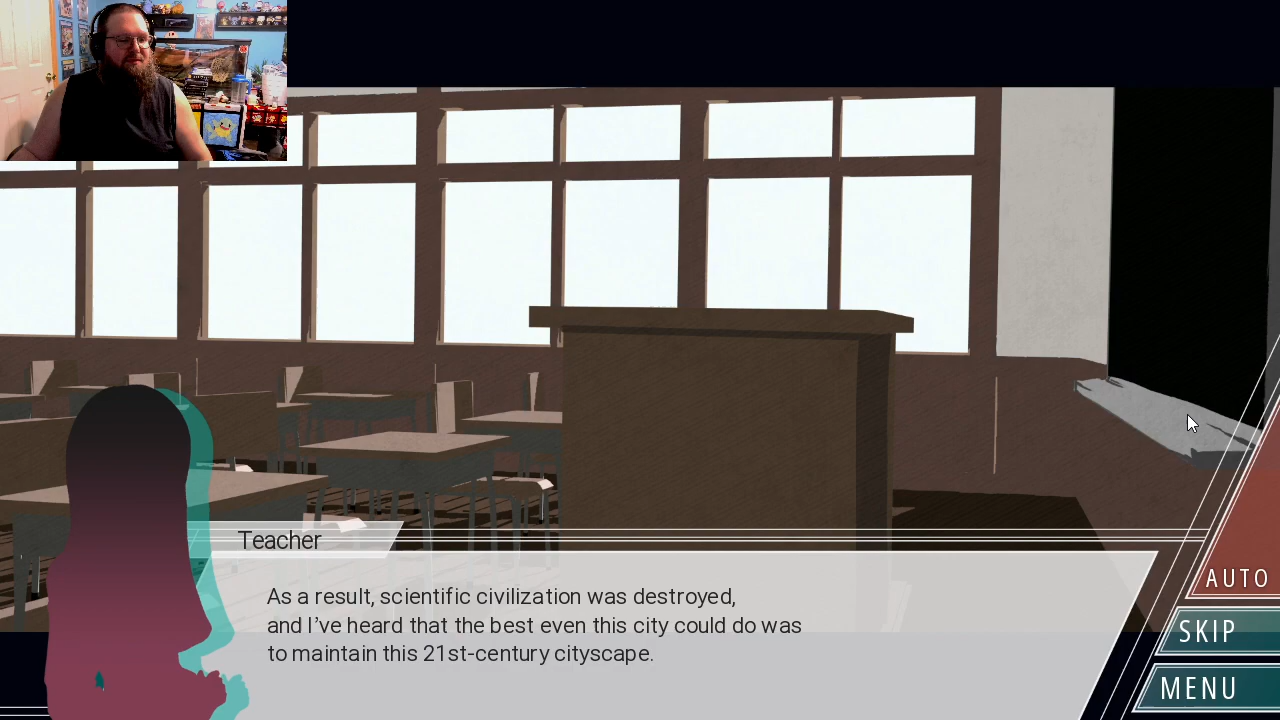 Teacher
As a result, scientific civilization was destroyed,
and I've heard that the best even this city could do was
to maintain this 21st-century cityscape.
AUTO
SKIP
MENU